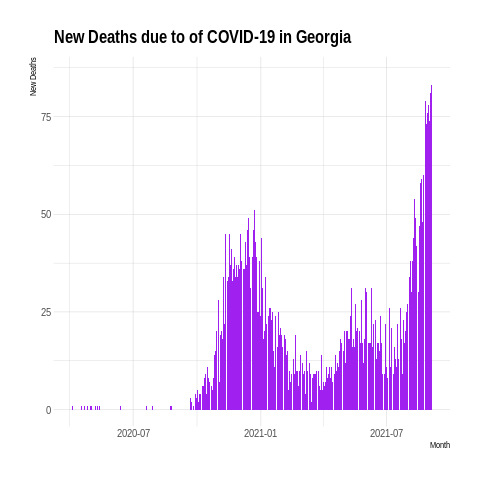 New Deaths due to of COVID-19 in Georgia
New Deaths
75
50
25
0
2020-07
2021-01
2021-07
Month